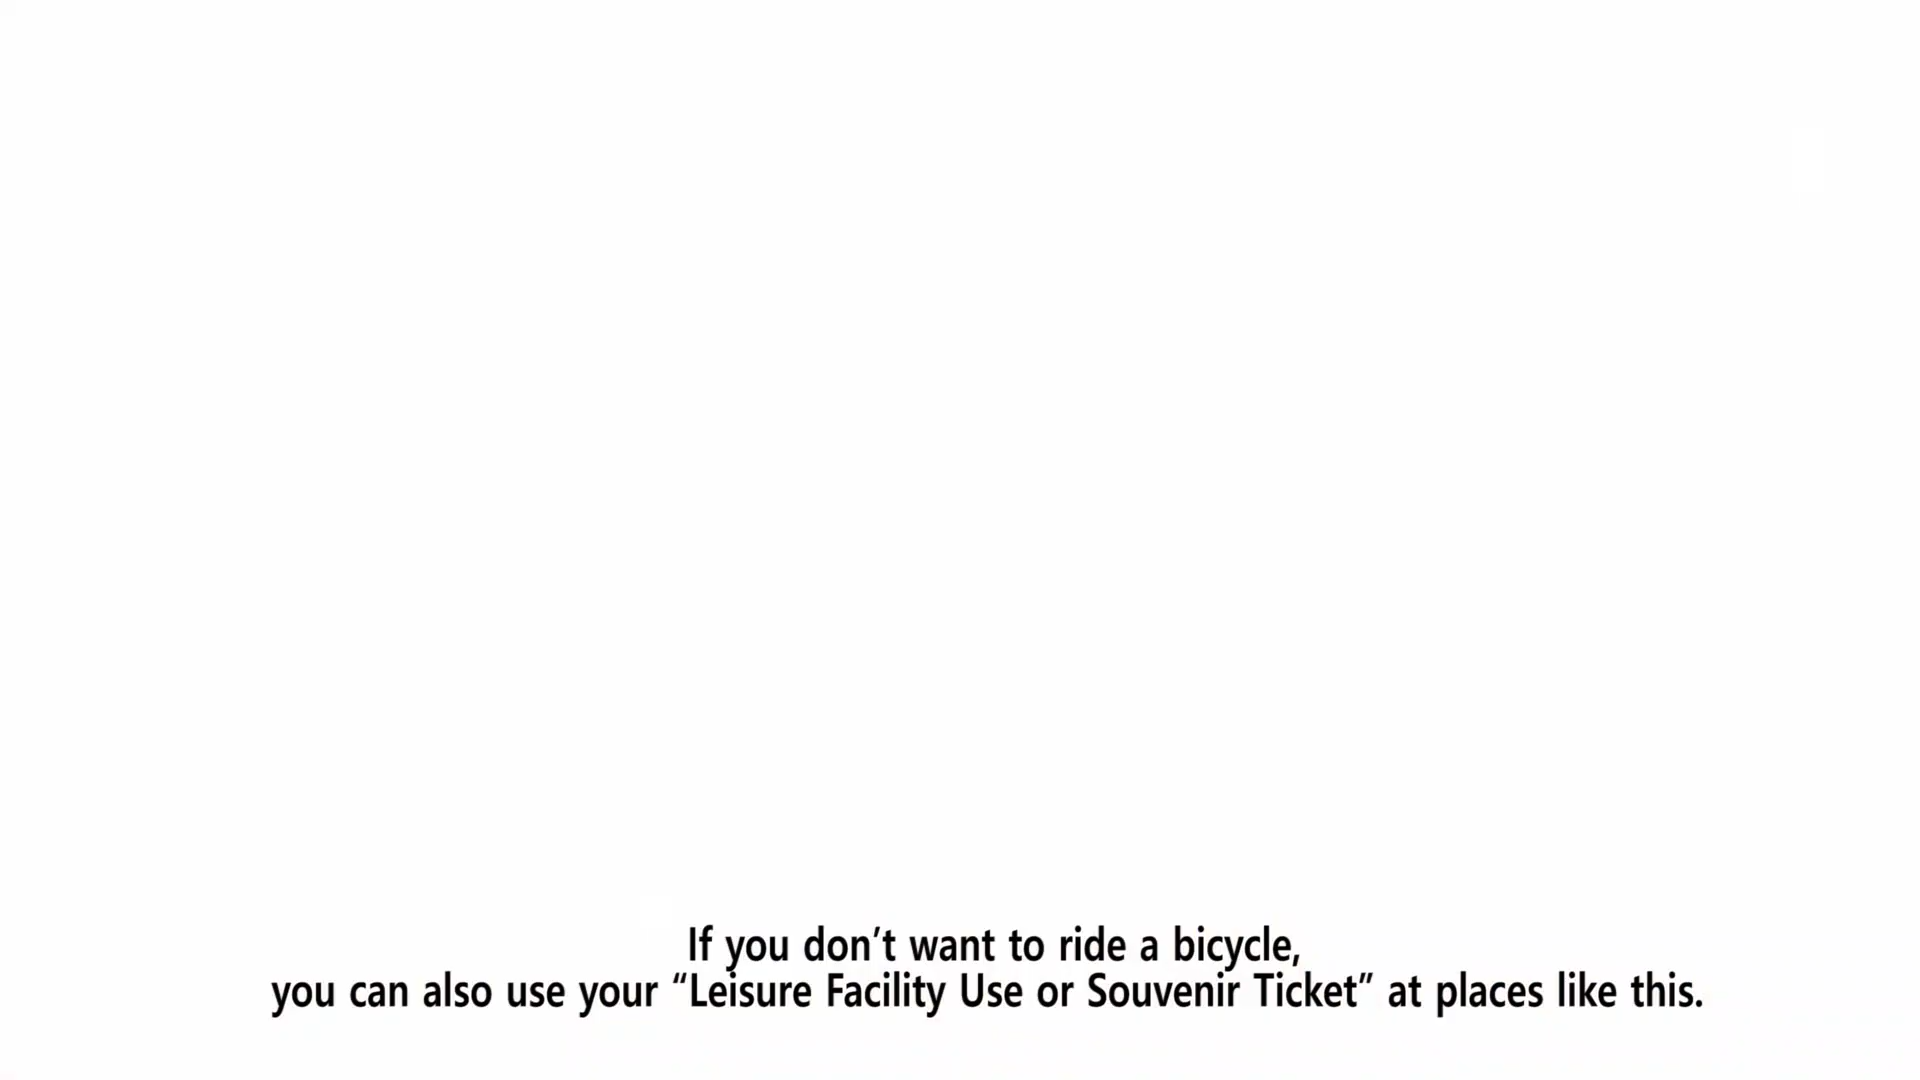 If you don’t want to ride a bicycle,
you can also use your “Leisure Facility Use or Souvenir Ticket” at places like this.